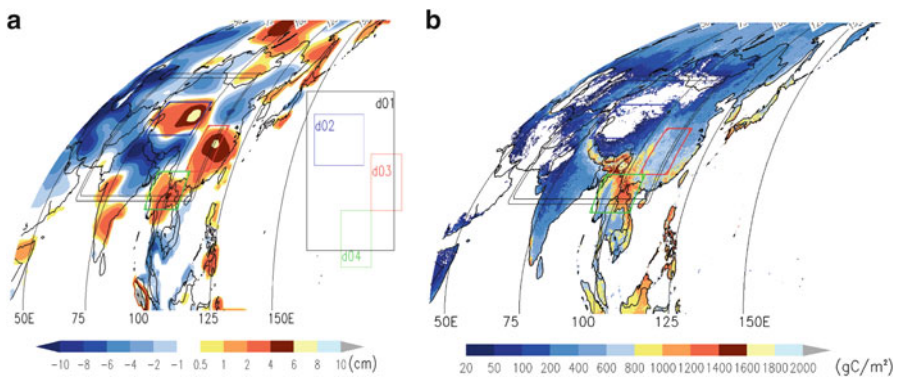 a
b
d01
d02
d03
d04
50E 75 100 125 150E
50E 75 100 125 150E
−10 −8 −6 −4 −2 −1 0.5 1 2 4 6 8 10 (cm)
20 50 100 200 400 800 1000 1200 1400 1600 1800 2000 (gC/m²)